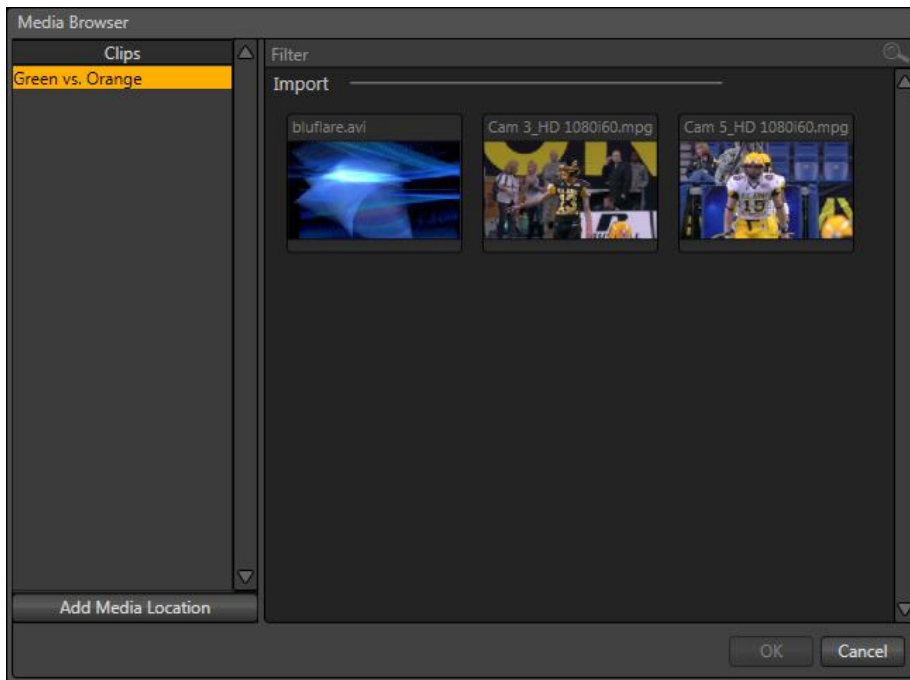 Media Browser
Clips
Green vs. Orange
Add Media Location
Filter
Import
bluflare.avi
Cam 3_HD 1080i60.mpg
Cam 5_HD 1080i60.mpg
15
OK
Cancel